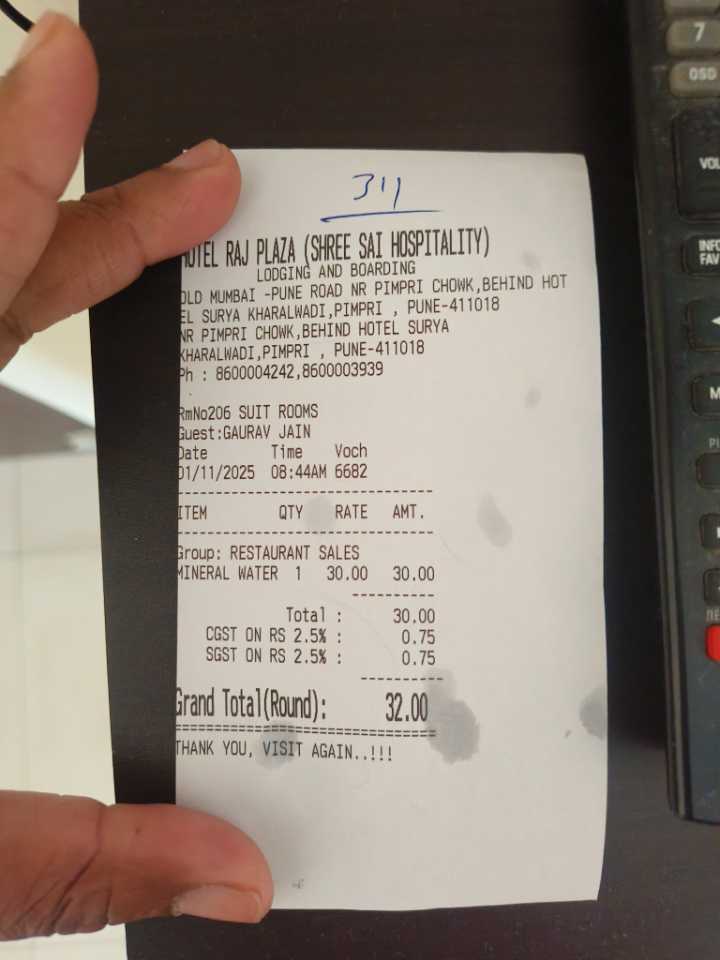 311
HOTEL RAJ PLAZA (SHREE SAI HOSPITALITY)
LODGING AND BOARDING
OLD MUMBAI -PUNE ROAD NR PIMPRI CHOWK,BEHIND HOT
EL SURYA KHARALWADI,PIMPRI , PUNE-411018
NR PIMPRI CHOWK,BEHIND HOTEL SURYA
KHARALWADI,PIMPRI , PUNE-411018
Ph : 8600004242,8600003939
RmNo206 SUIT ROOMS
Guest:GAURAV JAIN
Date Time Voch
01/11/2025 08:44AM 6682
ITEM QTY RATE AMT.
Group: RESTAURANT SALES
MINERAL WATER 1 30.00 30.00
Total : 30.00
CGST ON RS 2.5% : 0.75
SGST ON RS 2.5% : 0.75
Grand Total(Round): 32.00
THANK YOU, VISIT AGAIN..!!!
7
OSD
VOL
INFO
FAV
M